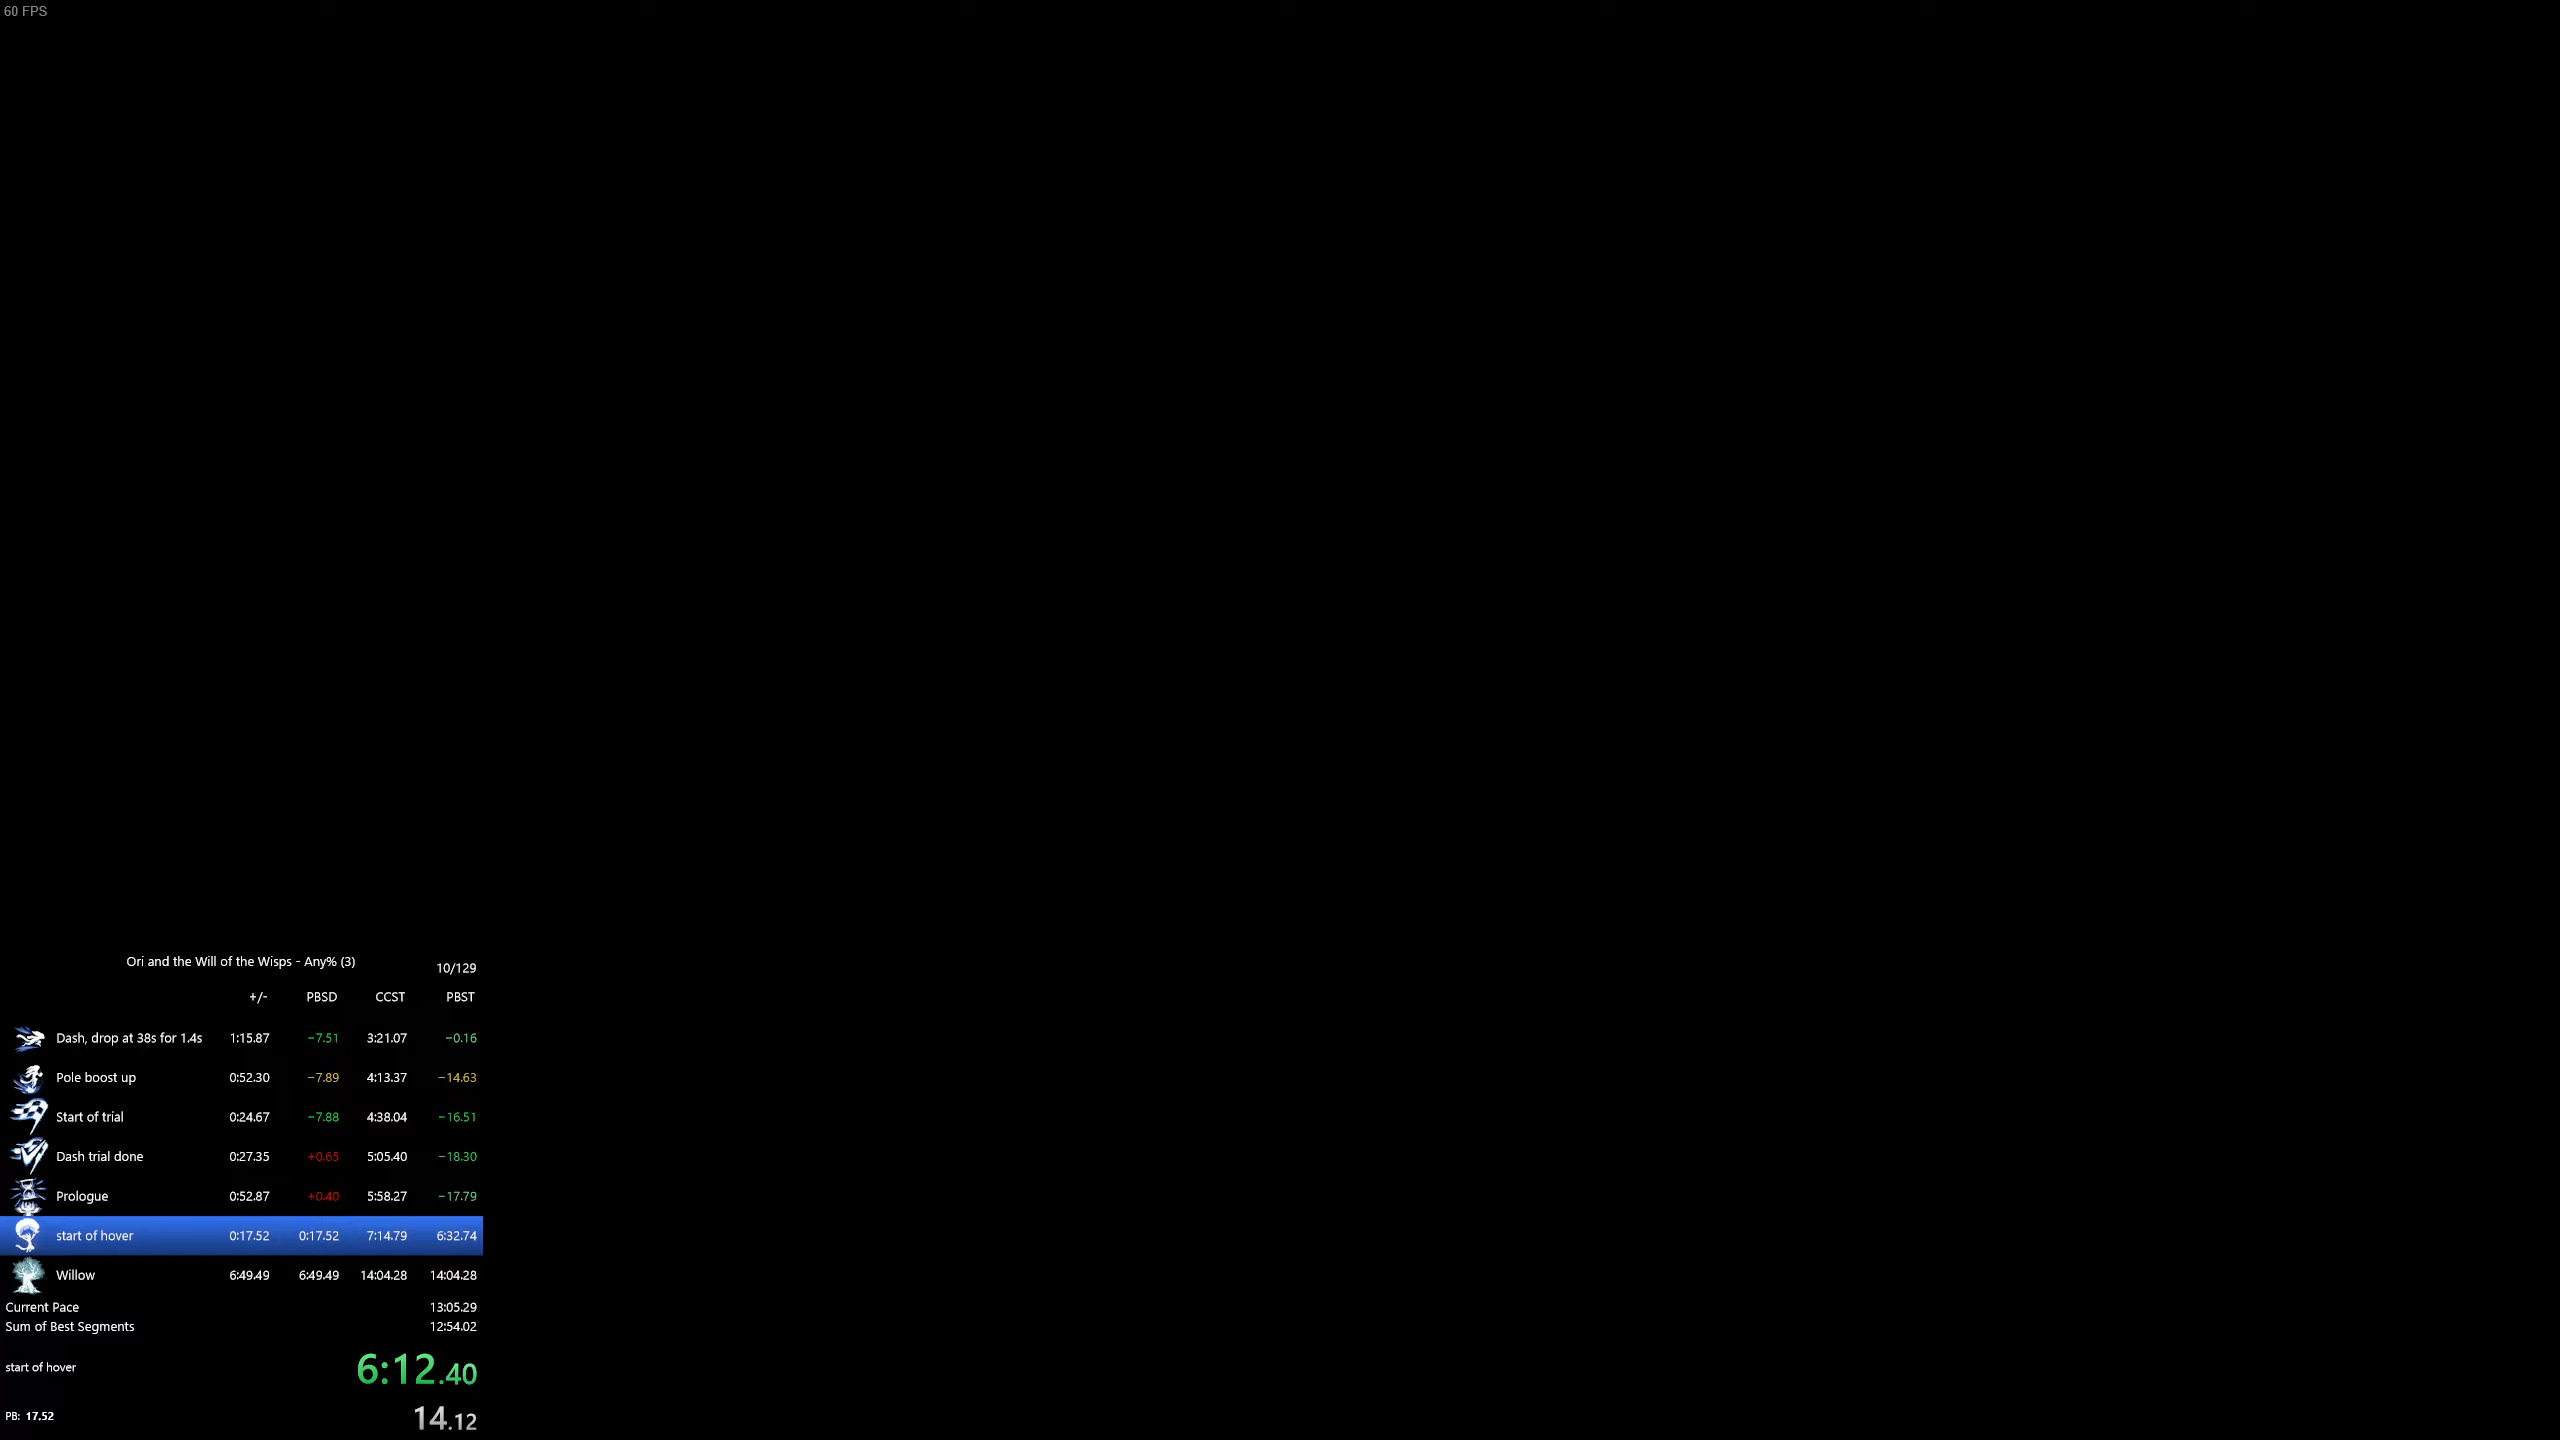 60 FPS
Ori and the Will of the Wisps - Any% (3)
10/129
+/- PBSD CCST PBST
Dash, drop at 38s for 1.4s 1:15.87 −7.51 3:21.07 −0.16
Pole boost up 0:52.30 −7.89 4:13.37 −14.63
Start of trial 0:24.67 −7.88 4:38.04 −16.51
Dash trial done 0:27.35 +0.65 5:05.40 −18.30
Prologue 0:52.87 +0.40 5:58.27 −17.79
start of hover 0:17.52 0:17.52 7:14.79 6:32.74
Willow 6:49.49 6:49.49 14:04.28 14:04.28
Current Pace 13:05.29
Sum of Best Segments 12:54.02
start of hover 6:12.40
PB: 17.52 14.12